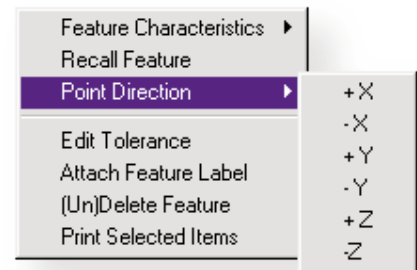 Feature Characteristics
Recall Feature
Point Direction
Edit Tolerance
Attach Feature Label
(Un)Delete Feature
Print Selected Items
+X
-X
+Y
-Y
+Z
-Z